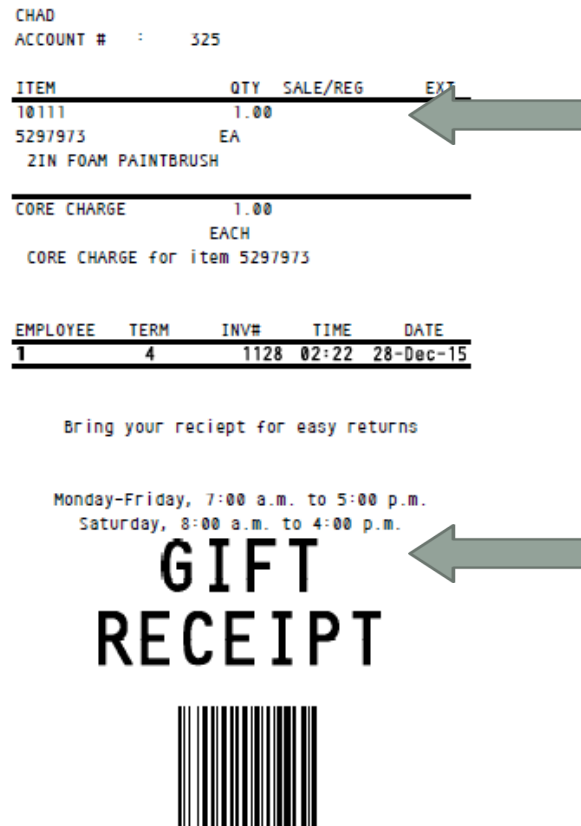 CHAD
ACCOUNT # : 325
ITEM QTY SALE/REG EXT
10111 1.00
5297973 EA
2IN FOAM PAINTBRUSH
CORE CHARGE 1.00
EACH
CORE CHARGE for item 5297973
EMPLOYEE TERM INV# TIME DATE
1 4 1128 02:22 28-Dec-15
Bring your reciept for easy returns
Monday-Friday, 7:00 a.m. to 5:00 p.m.
Saturday, 8:00 a.m. to 4:00 p.m.
GIFT
RECEIPT